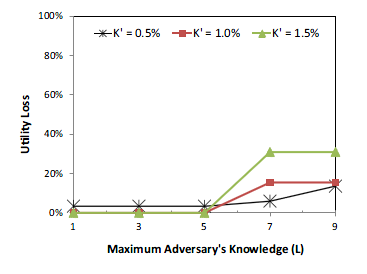 100%
K' = 0.5% K' = 1.0% K' = 1.5%
80%
60%
40%
20%
0%
1 3 5 7 9
Utility Loss
Maximum Adversary's Knowledge (L)